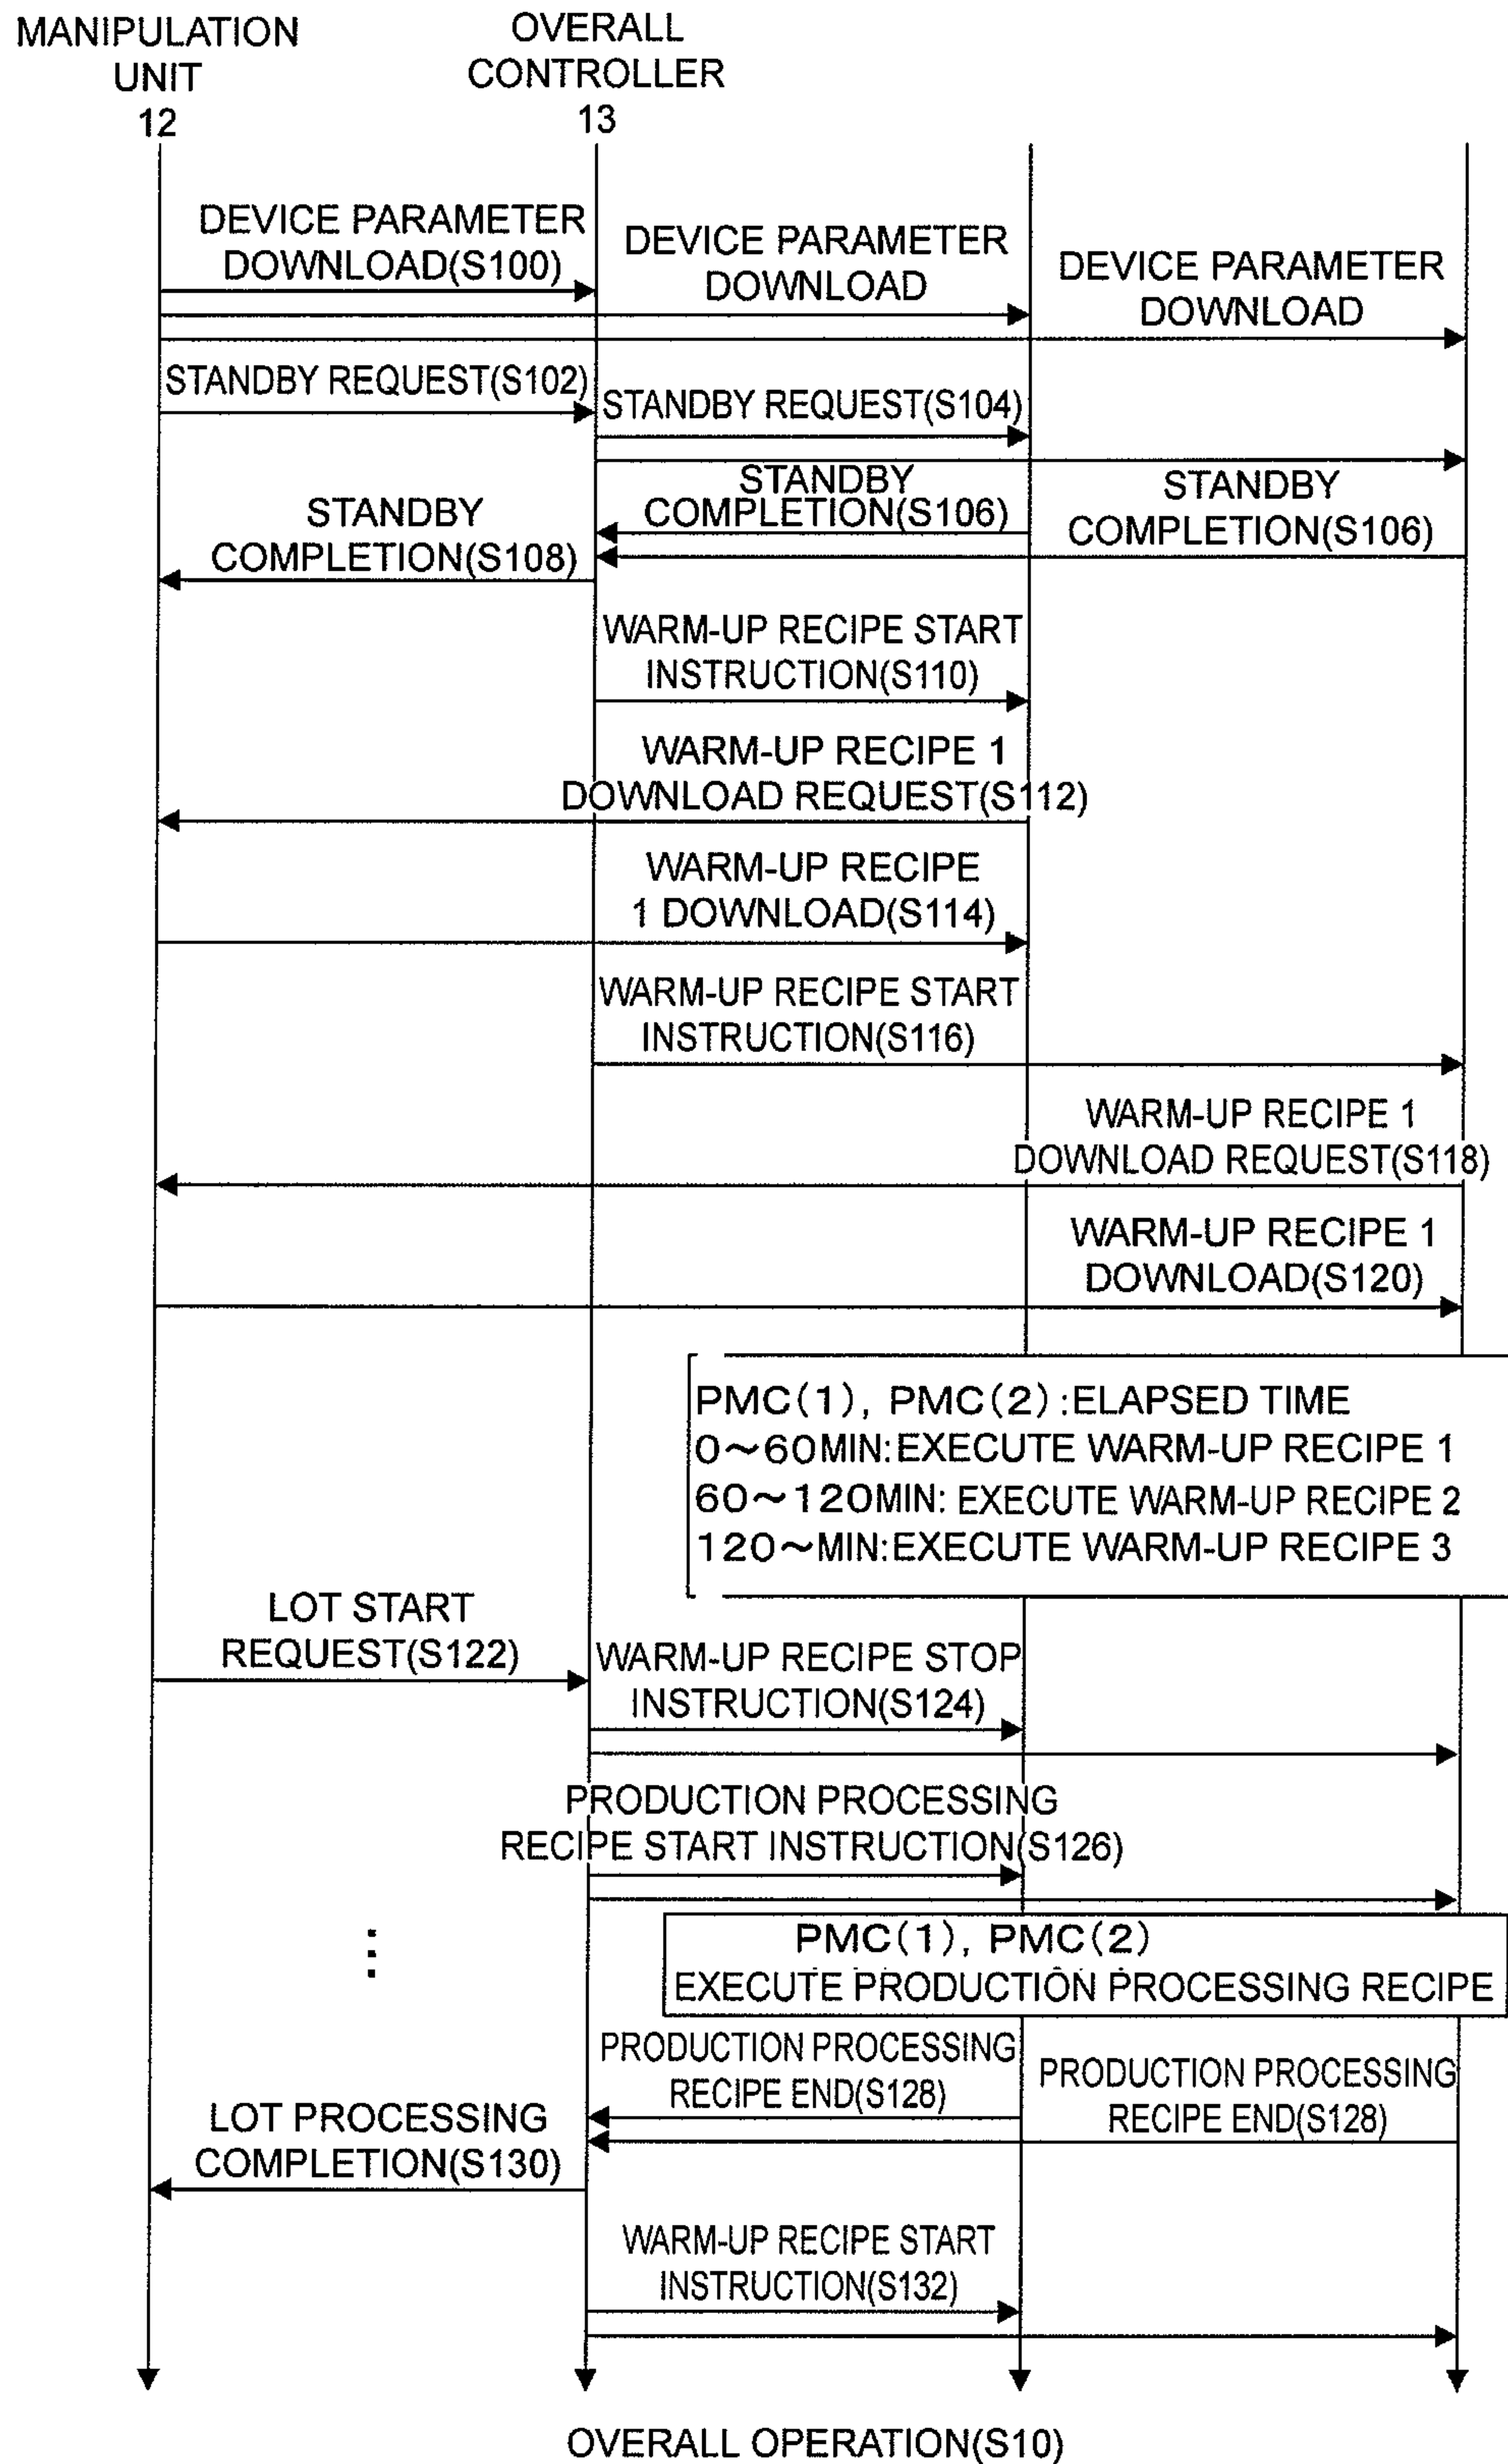 MANIPULATION
UNIT
12
OVERALL
CONTROLLER
13
DEVICE PARAMETER
DOWNLOAD(S100)
DEVICE PARAMETER
DOWNLOAD
DEVICE PARAMETER
DOWNLOAD
STANDBY REQUEST(S102)
STANDBY REQUEST(S104)
STANDBY
COMPLETION(S106)
STANDBY
COMPLETION(S106)
STANDBY
COMPLETION(S108)
WARM-UP RECIPE START
INSTRUCTION(S110)
WARM-UP RECIPE 1
DOWNLOAD REQUEST(S112)
WARM-UP RECIPE
1 DOWNLOAD(S114)
WARM-UP RECIPE START
INSTRUCTION(S116)
WARM-UP RECIPE 1
DOWNLOAD REQUEST(S118)
WARM-UP RECIPE 1
DOWNLOAD(S120)
PMC(1), PMC(2):ELAPSED TIME
0~60MIN:EXECUTE WARM-UP RECIPE 1
60~120MIN: EXECUTE WARM-UP RECIPE 2
120~MIN:EXECUTE WARM-UP RECIPE 3
LOT START
REQUEST(S122)
WARM-UP RECIPE STOP
INSTRUCTION(S124)
PRODUCTION PROCESSING
RECIPE START INSTRUCTION(S126)
PMC(1), PMC(2)
EXECUTE PRODUCTION PROCESSING RECIPE
PRODUCTION PROCESSING
RECIPE END(S128)
PRODUCTION PROCESSING
RECIPE END(S128)
LOT PROCESSING
COMPLETION(S130)
WARM-UP RECIPE START
INSTRUCTION(S132)
OVERALL OPERATION(S10)